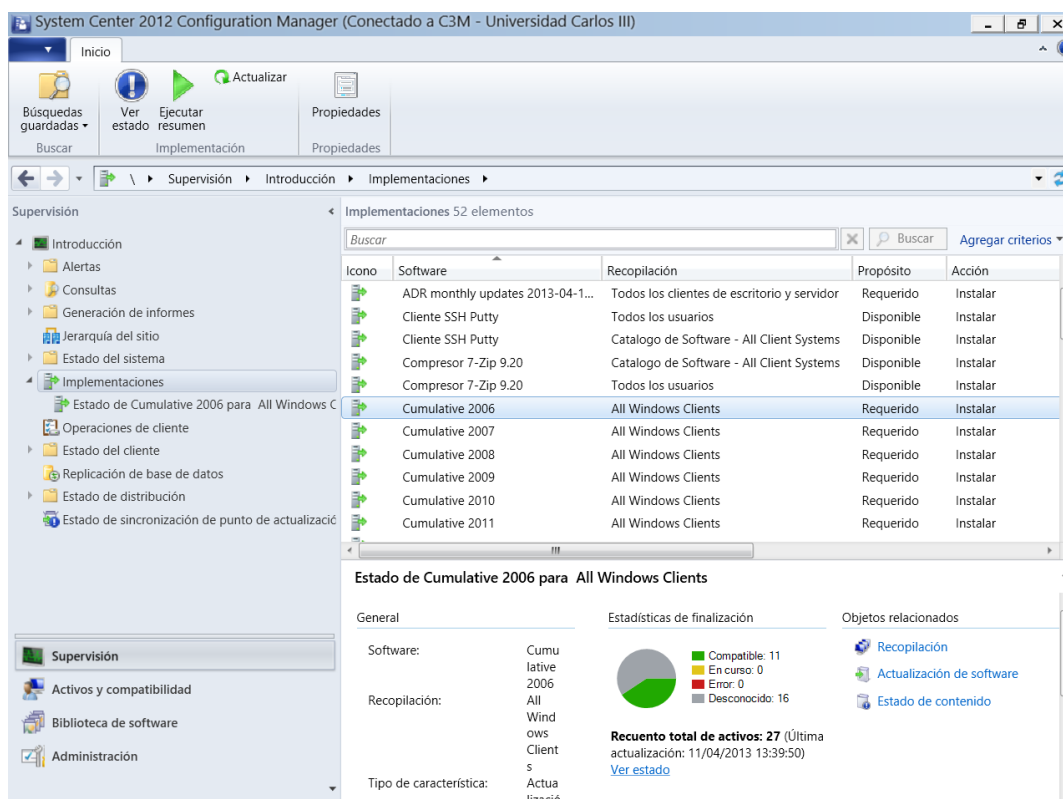 System Center 2012 Configuration Manager (Conectado a C3M - Universidad Carlos III)
Inicio
Búsquedas guardadas
Ver estado
Ejecutar resumen
Actualizar
Propiedades
Buscar
Implementación
Propiedades
\ Supervisión Introducción Implementaciones
Supervisión
Introducción
Alertas
Consultas
Generación de informes
Jerarquía del sitio
Estado del sistema
Implementaciones
Estado de Cumulative 2006 para All Windows C
Operaciones de cliente
Estado del cliente
Replicación de base de datos
Estado de distribución
Estado de sincronización de punto de actualizació
Supervisión
Activos y compatibilidad
Biblioteca de software
Administración
Implementaciones 52 elementos
Buscar Buscar Agregar criterios
Icono Software Recopilación Propósito Acción
ADR monthly updates 2013-04-1... Todos los clientes de escritorio y servidor Requerido Instalar
Cliente SSH Putty Todos los usuarios Disponible Instalar
Cliente SSH Putty Catalogo de Software - All Client Systems Disponible Instalar
Compresor 7-Zip 9.20 Catalogo de Software - All Client Systems Disponible Instalar
Compresor 7-Zip 9.20 Todos los usuarios Disponible Instalar
Cumulative 2006 All Windows Clients Requerido Instalar
Cumulative 2007 All Windows Clients Requerido Instalar
Cumulative 2008 All Windows Clients Requerido Instalar
Cumulative 2009 All Windows Clients Requerido Instalar
Cumulative 2010 All Windows Clients Requerido Instalar
Cumulative 2011 All Windows Clients Requerido Instalar
Estado de Cumulative 2006 para All Windows Clients
General
Software: Cumu
lative
2006
Recopilación: All
Wind
ows
Client
s
Tipo de característica: Actua
lizació
Estadísticas de finalización
Compatible: 11
En curso: 0
Error: 0
Desconocido: 16
Recuento total de activos: 27 (Última
actualización: 11/04/2013 13:39:50)
Ver estado
Objetos relacionados
Recopilación
Actualización de software
Estado de contenido